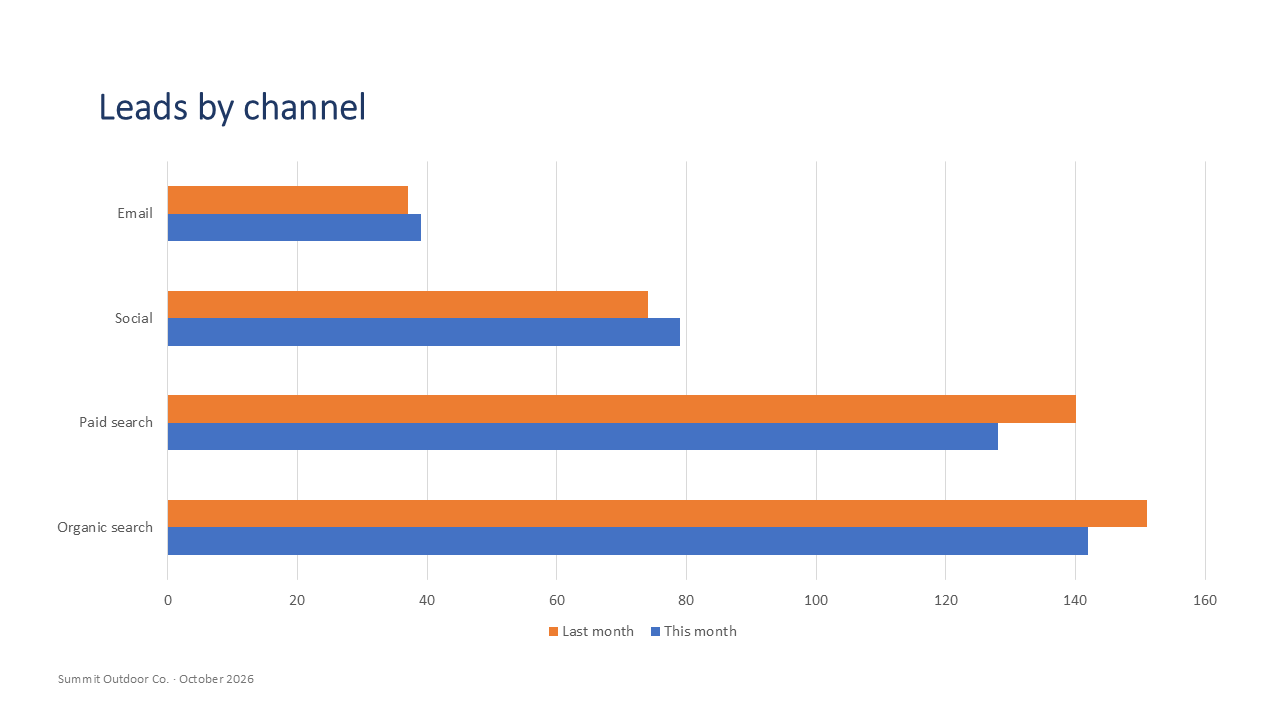 Leads by channel
Email
Social
Paid search
Organic search
0 20 40 60 80 100 120 140 160
Last month This month
Summit Outdoor Co. · October 2026